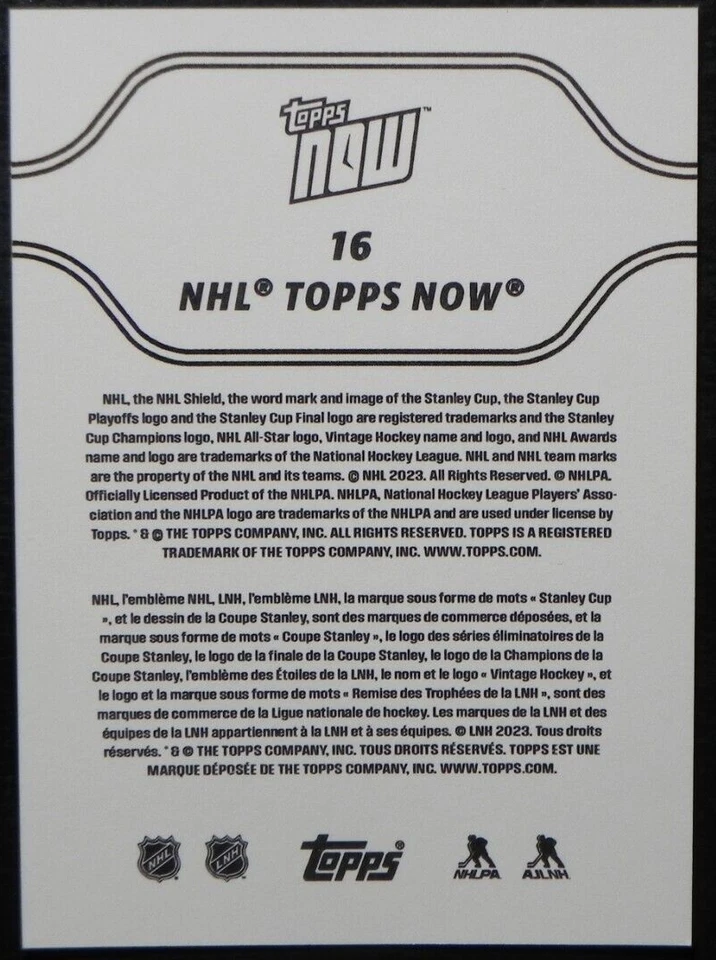 topps
now™
16
NHL® TOPPS NOW®
NHL, the NHL Shield, the word mark and image of the Stanley Cup, the Stanley Cup
Playoffs logo and the Stanley Cup Final logo are registered trademarks and the Stanley
Cup Champions logo, NHL All-Star logo, Vintage Hockey name and logo, and NHL Awards
name and logo are trademarks of the National Hockey League. NHL and NHL team marks
are the property of the NHL and its teams. © NHL 2023. All Rights Reserved. © NHLPA.
Officially Licensed Product of the NHLPA. NHLPA, National Hockey League Players' Asso-
ciation and the NHLPA logo are trademarks of the NHLPA and are used under license by
Topps. * & © THE TOPPS COMPANY, INC. ALL RIGHTS RESERVED. TOPPS IS A REGISTERED
TRADEMARK OF THE TOPPS COMPANY, INC. WWW.TOPPS.COM.
NHL, l'emblème NHL, LNH, l'emblème LNH, la marque sous forme de mots « Stanley Cup
», et le dessin de la Coupe Stanley, sont des marques de commerce déposées, et la
marque sous forme de mots « Coupe Stanley », le logo des séries éliminatoires de la
Coupe Stanley, le logo de la finale de la Coupe Stanley, le logo de la Champions de la
Coupe Stanley, l'emblème des Étoiles de la LNH, le nom et le logo « Vintage Hockey », et
le logo et la marque sous forme de mots « Remise des Trophées de la LNH », sont des
marques de commerce de la Ligue nationale de hockey. Les marques de la LNH et des
équipes de la LNH appartiennent à la LNH et à ses équipes. © LNH 2023. Tous droits
réservés. * & © THE TOPPS COMPANY, INC. TOUS DROITS RÉSERVÉS. TOPPS EST UNE
MARQUE DÉPOSÉE DE THE TOPPS COMPANY, INC. WWW.TOPPS.COM.
NHL LNH topps® NHLPA AJLNH